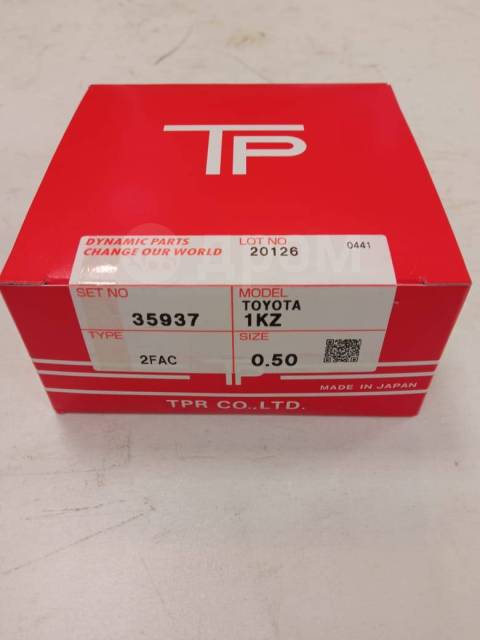 TP
DYNAMIC PARTS
CHANGE OUR WORLD
LOT NO
20126
0441
SET NO
35937
MODEL
TOYOTA
1KZ
TYPE
2FAC
SIZE
0.50
TP
MADE IN JAPAN
TPR CO.,LTD.